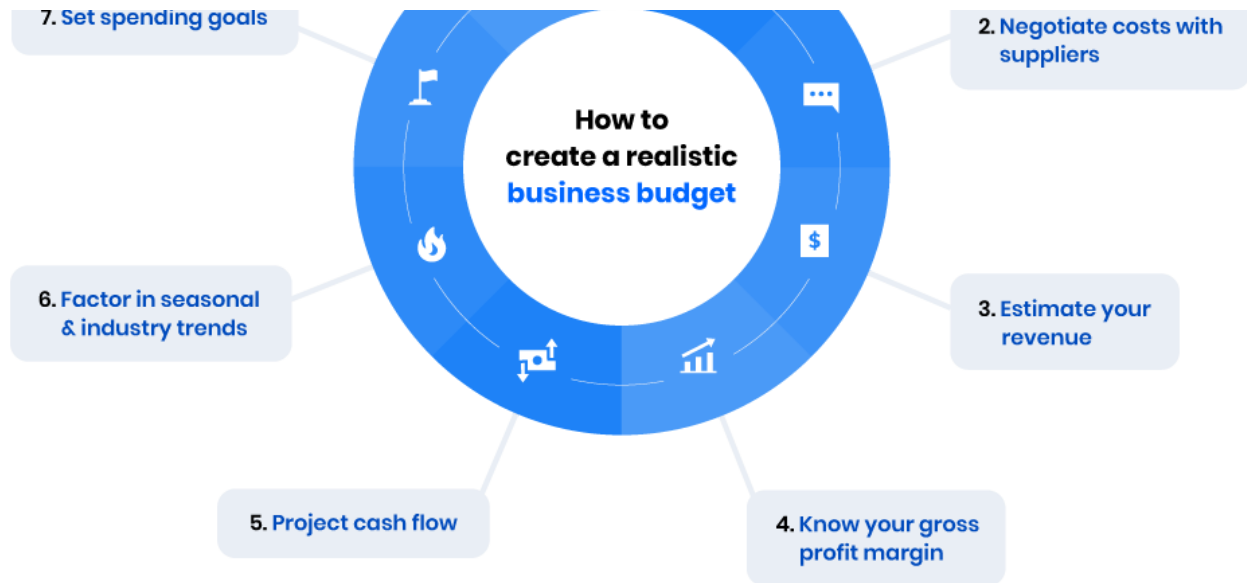 7. Set spending goals
2. Negotiate costs with
suppliers
How to
create a realistic
business budget
$
6. Factor in seasonal
& industry trends
3. Estimate your
revenue
5. Project cash flow
4. Know your gross
profit margin